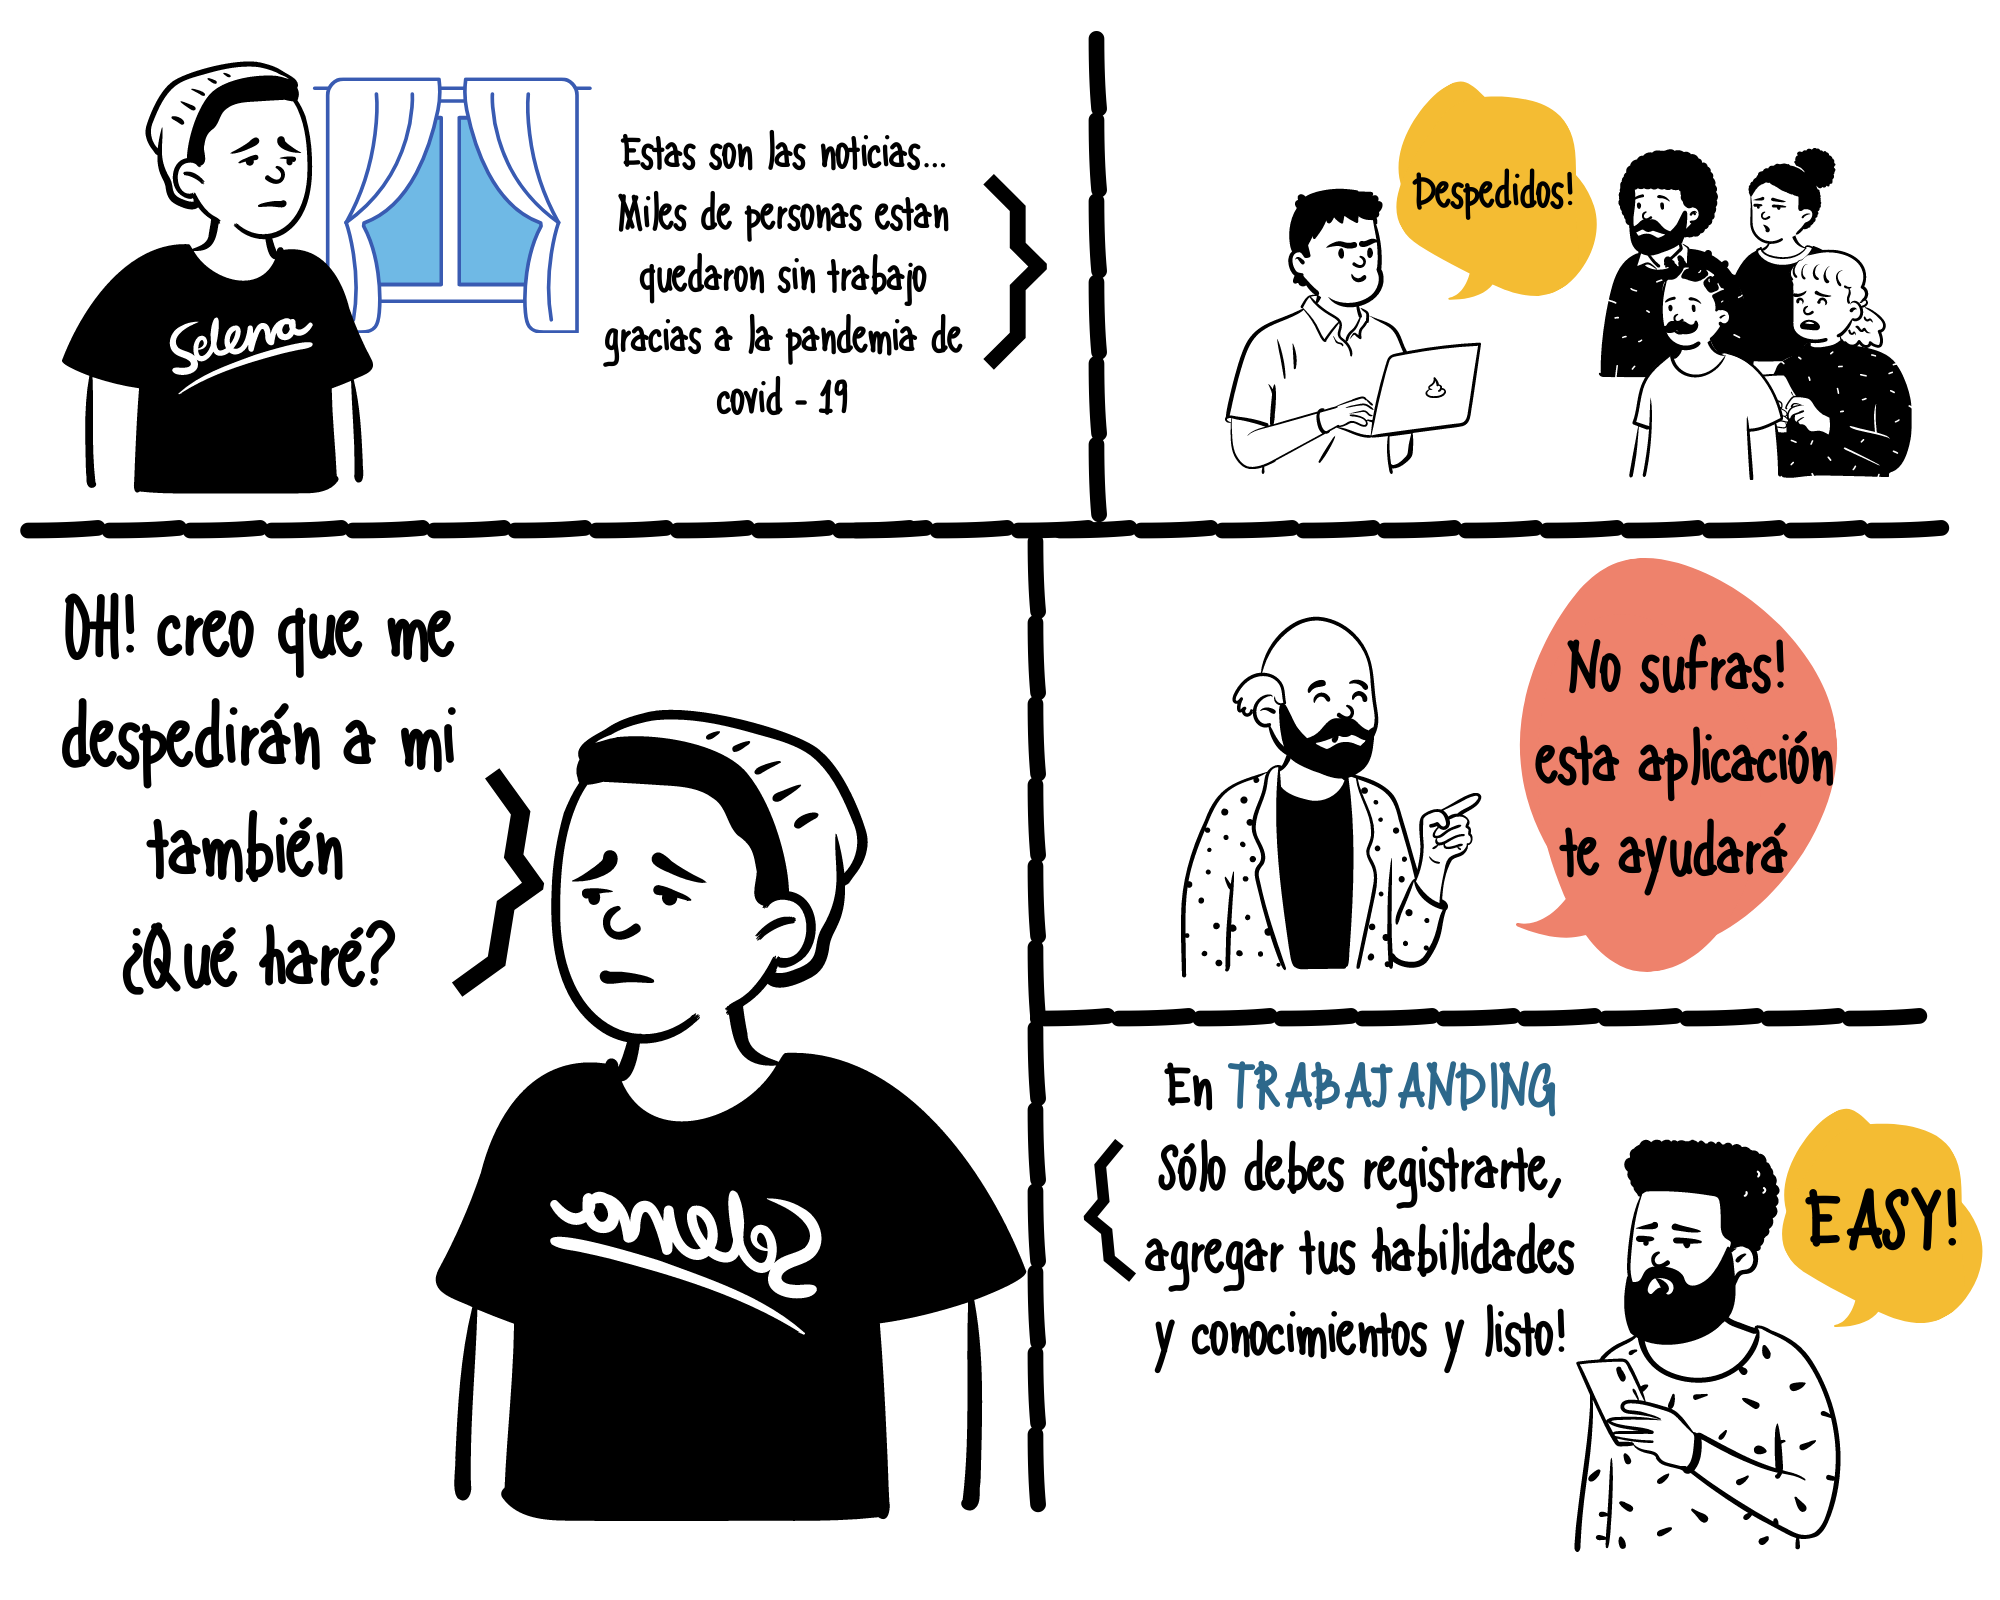 Estas son las noticias...
Miles de personas estan
quedaron sin trabajo
gracias a la pandemia de
covid - 19
Selena
Despedidos!
OH! creo que me
despedirán a mi
también
¿Qué haré?
Selena
No sufras!
esta aplicación
te ayudará
En TRABAJANDING
Sólo debes registrarte,
agregar tus habilidades
y conocimientos y listo!
EASY!